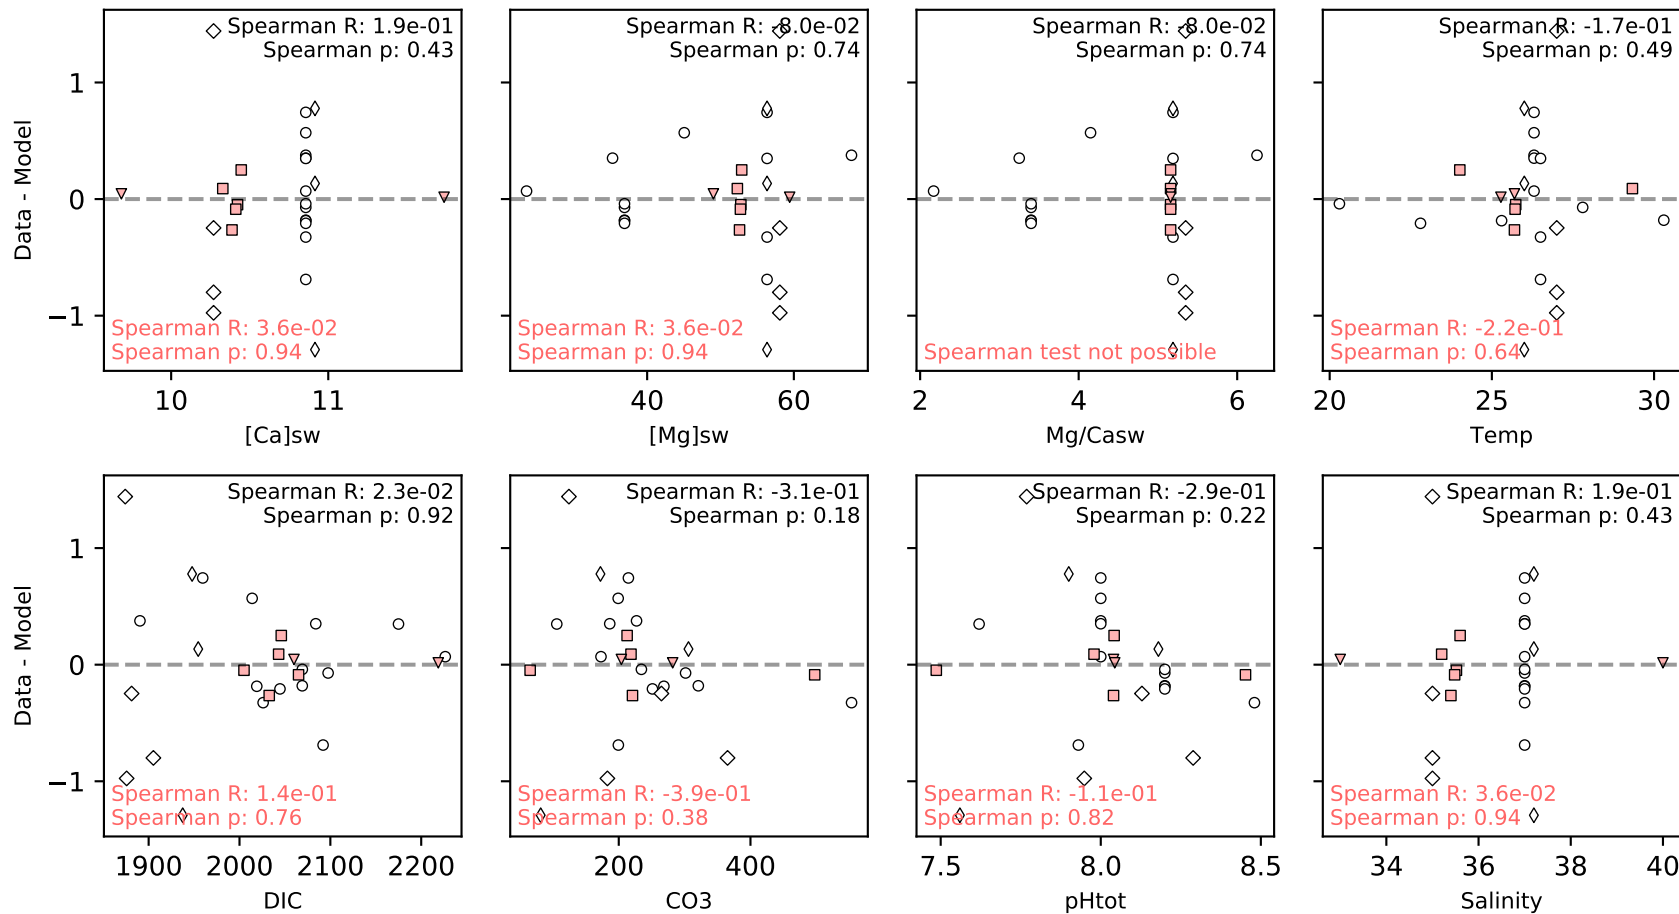 Spearman R: 1.9e-01
Spearman p: 0.43
Spearman R: 3.6e-02
Spearman p: 0.94
1
0
−1
Data - Model
10 11
[Ca]sw
Spearman R: -8.0e-02
Spearman p: 0.74
Spearman R: 3.6e-02
Spearman p: 0.94
40 60
[Mg]sw
Spearman R: -8.0e-02
Spearman p: 0.74
Spearman test not possible
2 4 6
Mg/Casw
Spearman R: -1.7e-01
Spearman p: 0.49
Spearman R: -2.2e-01
Spearman p: 0.64
20 25 30
Temp
Spearman R: 2.3e-02
Spearman p: 0.92
Spearman R: 1.4e-01
Spearman p: 0.76
1
0
−1
Data - Model
1900 2000 2100 2200
DIC
Spearman R: -3.1e-01
Spearman p: 0.18
Spearman R: -3.9e-01
Spearman p: 0.38
200 400
CO3
Spearman R: -2.9e-01
Spearman p: 0.22
Spearman R: -1.1e-01
Spearman p: 0.82
7.5 8.0 8.5
pHtot
Spearman R: 1.9e-01
Spearman p: 0.43
Spearman R: 3.6e-02
Spearman p: 0.94
34 36 38 40
Salinity